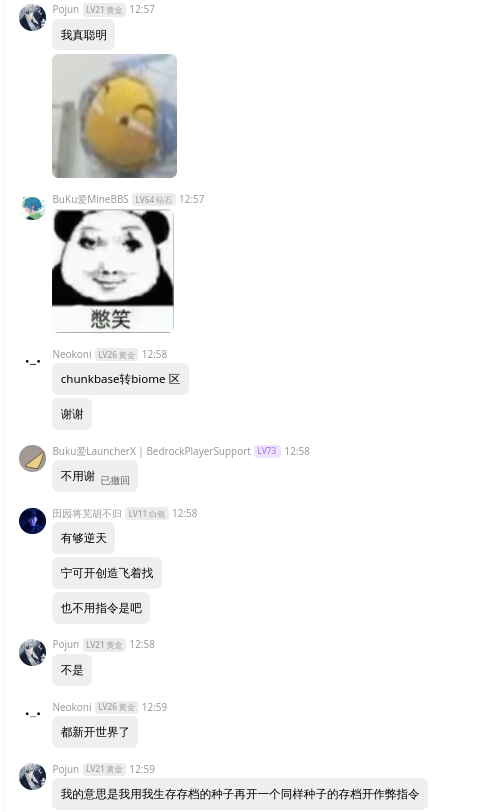 Pojun LV21 黄金 12:57
我真聪明
BuKu爱MineBBS LV64 钻石 12:57
憋笑
Neokoni LV26 黄金 12:58
chunkbase转biome 区
谢谢
Buku爱LauncherX | BedrockPlayerSupport LV73 12:58
不用谢 已撤回
田园将芜胡不归 LV11 白银 12:58
有够逆天
宁可开创造飞着找
也不用指令是吧
Pojun LV21 黄金 12:58
不是
Neokoni LV26 黄金 12:59
都新开世界了
Pojun LV21 黄金 12:59
我的意思是我用我生存存档的种子再开一个同样种子的存档开作弊指令